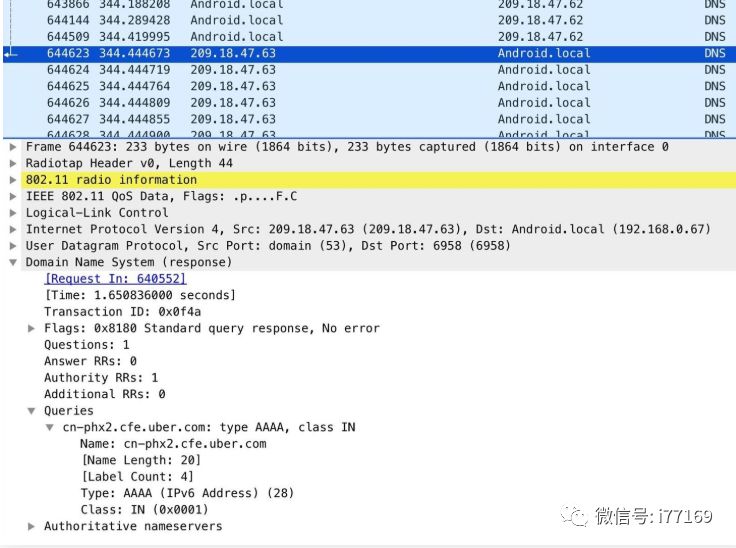 643866 344.188208 Android.local 209.18.47.62 DNS
644144 344.289428 Android.local 209.18.47.62 DNS
644509 344.419995 Android.local 209.18.47.62 DNS
644623 344.444673 209.18.47.63 Android.local DNS
644624 344.444719 209.18.47.63 Android.local DNS
644625 344.444764 209.18.47.63 Android.local DNS
644626 344.444809 209.18.47.63 Android.local DNS
644627 344.444855 209.18.47.63 Android.local DNS
644628 344.444900 209.18.47.63 Android.local DNS
Frame 644623: 233 bytes on wire (1864 bits), 233 bytes captured (1864 bits) on interface 0
Radiotap Header v0, Length 44
802.11 radio information
IEEE 802.11 QoS Data, Flags: .p....F.C
Logical-Link Control
Internet Protocol Version 4, Src: 209.18.47.63 (209.18.47.63), Dst: Android.local (192.168.0.67)
User Datagram Protocol, Src Port: domain (53), Dst Port: 6958 (6958)
Domain Name System (response)
[Request In: 640552]
[Time: 1.650836000 seconds]
Transaction ID: 0x0f4a
Flags: 0x8180 Standard query response, No error
Questions: 1
Answer RRs: 0
Authority RRs: 1
Additional RRs: 0
Queries
cn-phx2.cfe.uber.com: type AAAA, class IN
Name: cn-phx2.cfe.uber.com
[Name Length: 20]
[Label Count: 4]
Type: AAAA (IPv6 Address) (28)
Class: IN (0x0001)
Authoritative nameservers
微信号: i77169